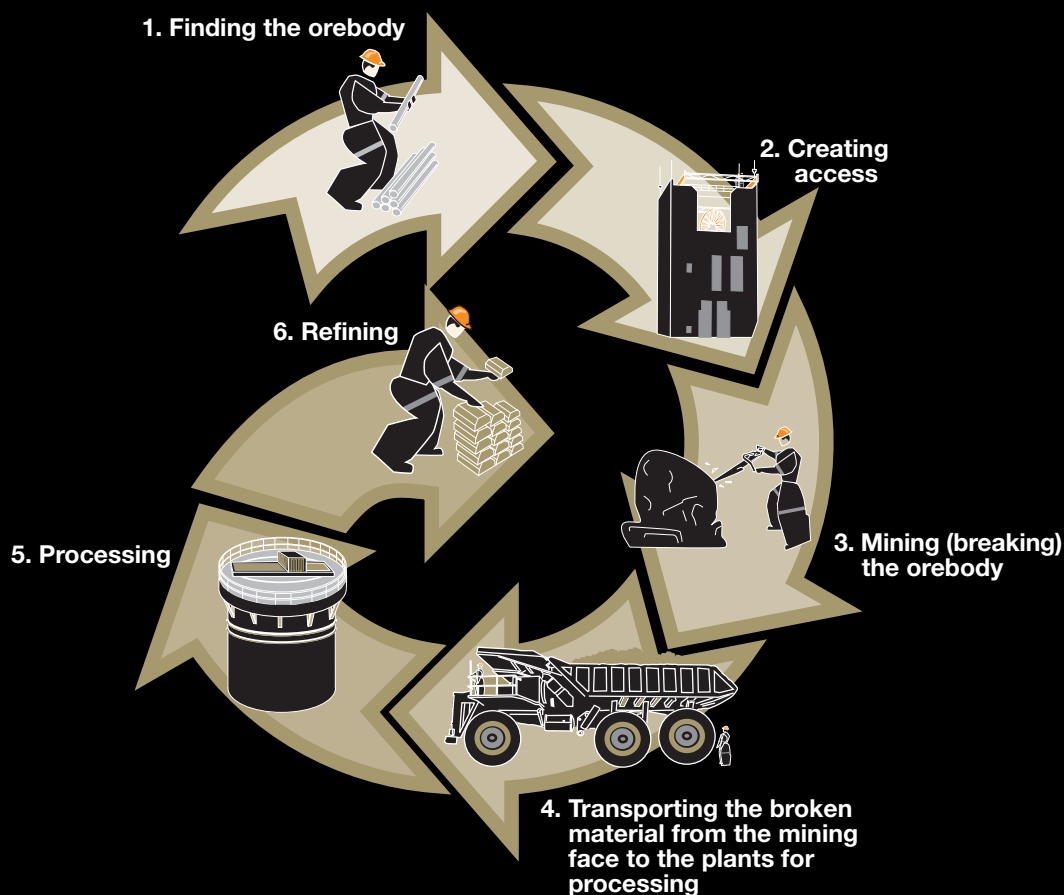 1. Finding the orebody
2. Creating
access
3. Mining (breaking)
the orebody
4. Transporting the broken
material from the mining
face to the plants for
processing
5. Processing
6. Refining